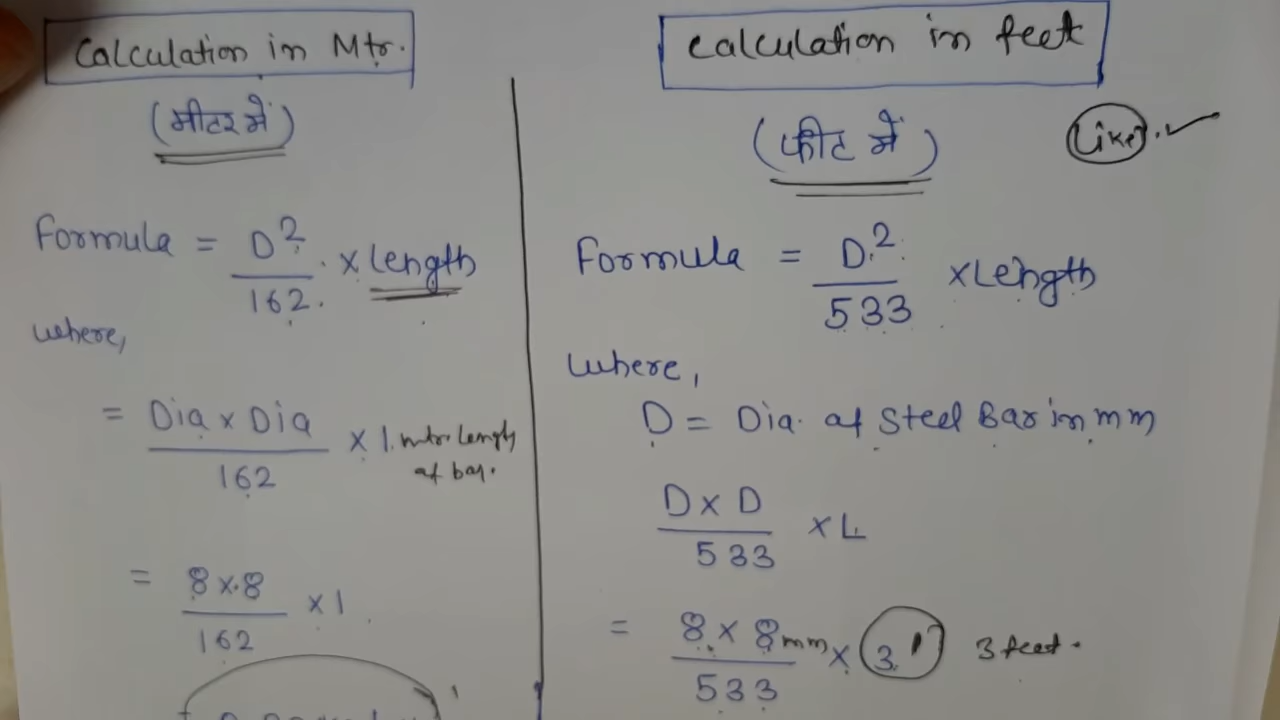 Calculation in Mtr.
(मीटर में)
Formula = D²/162 × Length
where,
= Dia × Dia/162 × 1. mtr. Length
of bar.
= 8 × 8/162 × 1
Calculation in feet
(फीट में)
Like
Formula = D²/533 × Length
Where,
D = Dia. of Steel Bar in mm
D × D/533 × L
= 8 × 8mm/533 × 3' 3 feet.